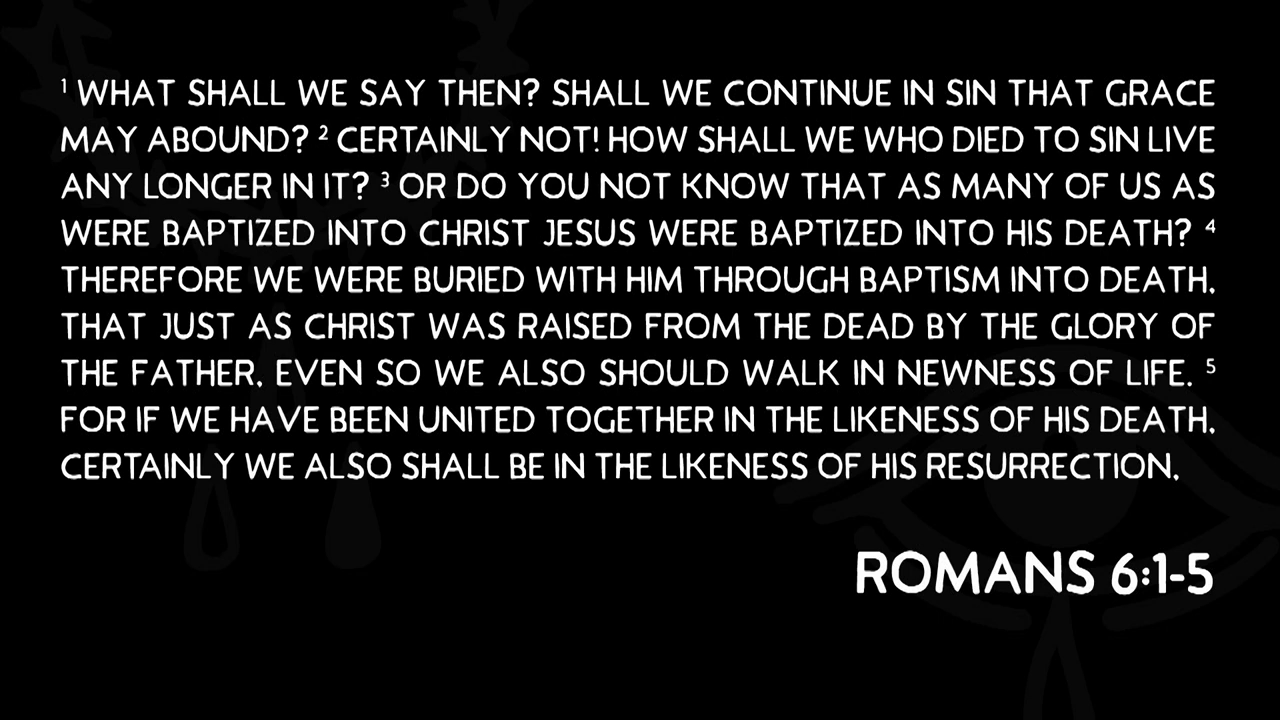 ¹ WHAT SHALL WE SAY THEN? SHALL WE CONTINUE IN SIN THAT GRACE
MAY ABOUND? ² CERTAINLY NOT! HOW SHALL WE WHO DIED TO SIN LIVE
ANY LONGER IN IT? ³ OR DO YOU NOT KNOW THAT AS MANY OF US AS
WERE BAPTIZED INTO CHRIST JESUS WERE BAPTIZED INTO HIS DEATH? ⁴
THEREFORE WE WERE BURIED WITH HIM THROUGH BAPTISM INTO DEATH,
THAT JUST AS CHRIST WAS RAISED FROM THE DEAD BY THE GLORY OF
THE FATHER, EVEN SO WE ALSO SHOULD WALK IN NEWNESS OF LIFE. ⁵
FOR IF WE HAVE BEEN UNITED TOGETHER IN THE LIKENESS OF HIS DEATH,
CERTAINLY WE ALSO SHALL BE IN THE LIKENESS OF HIS RESURRECTION,
ROMANS 6:1-5